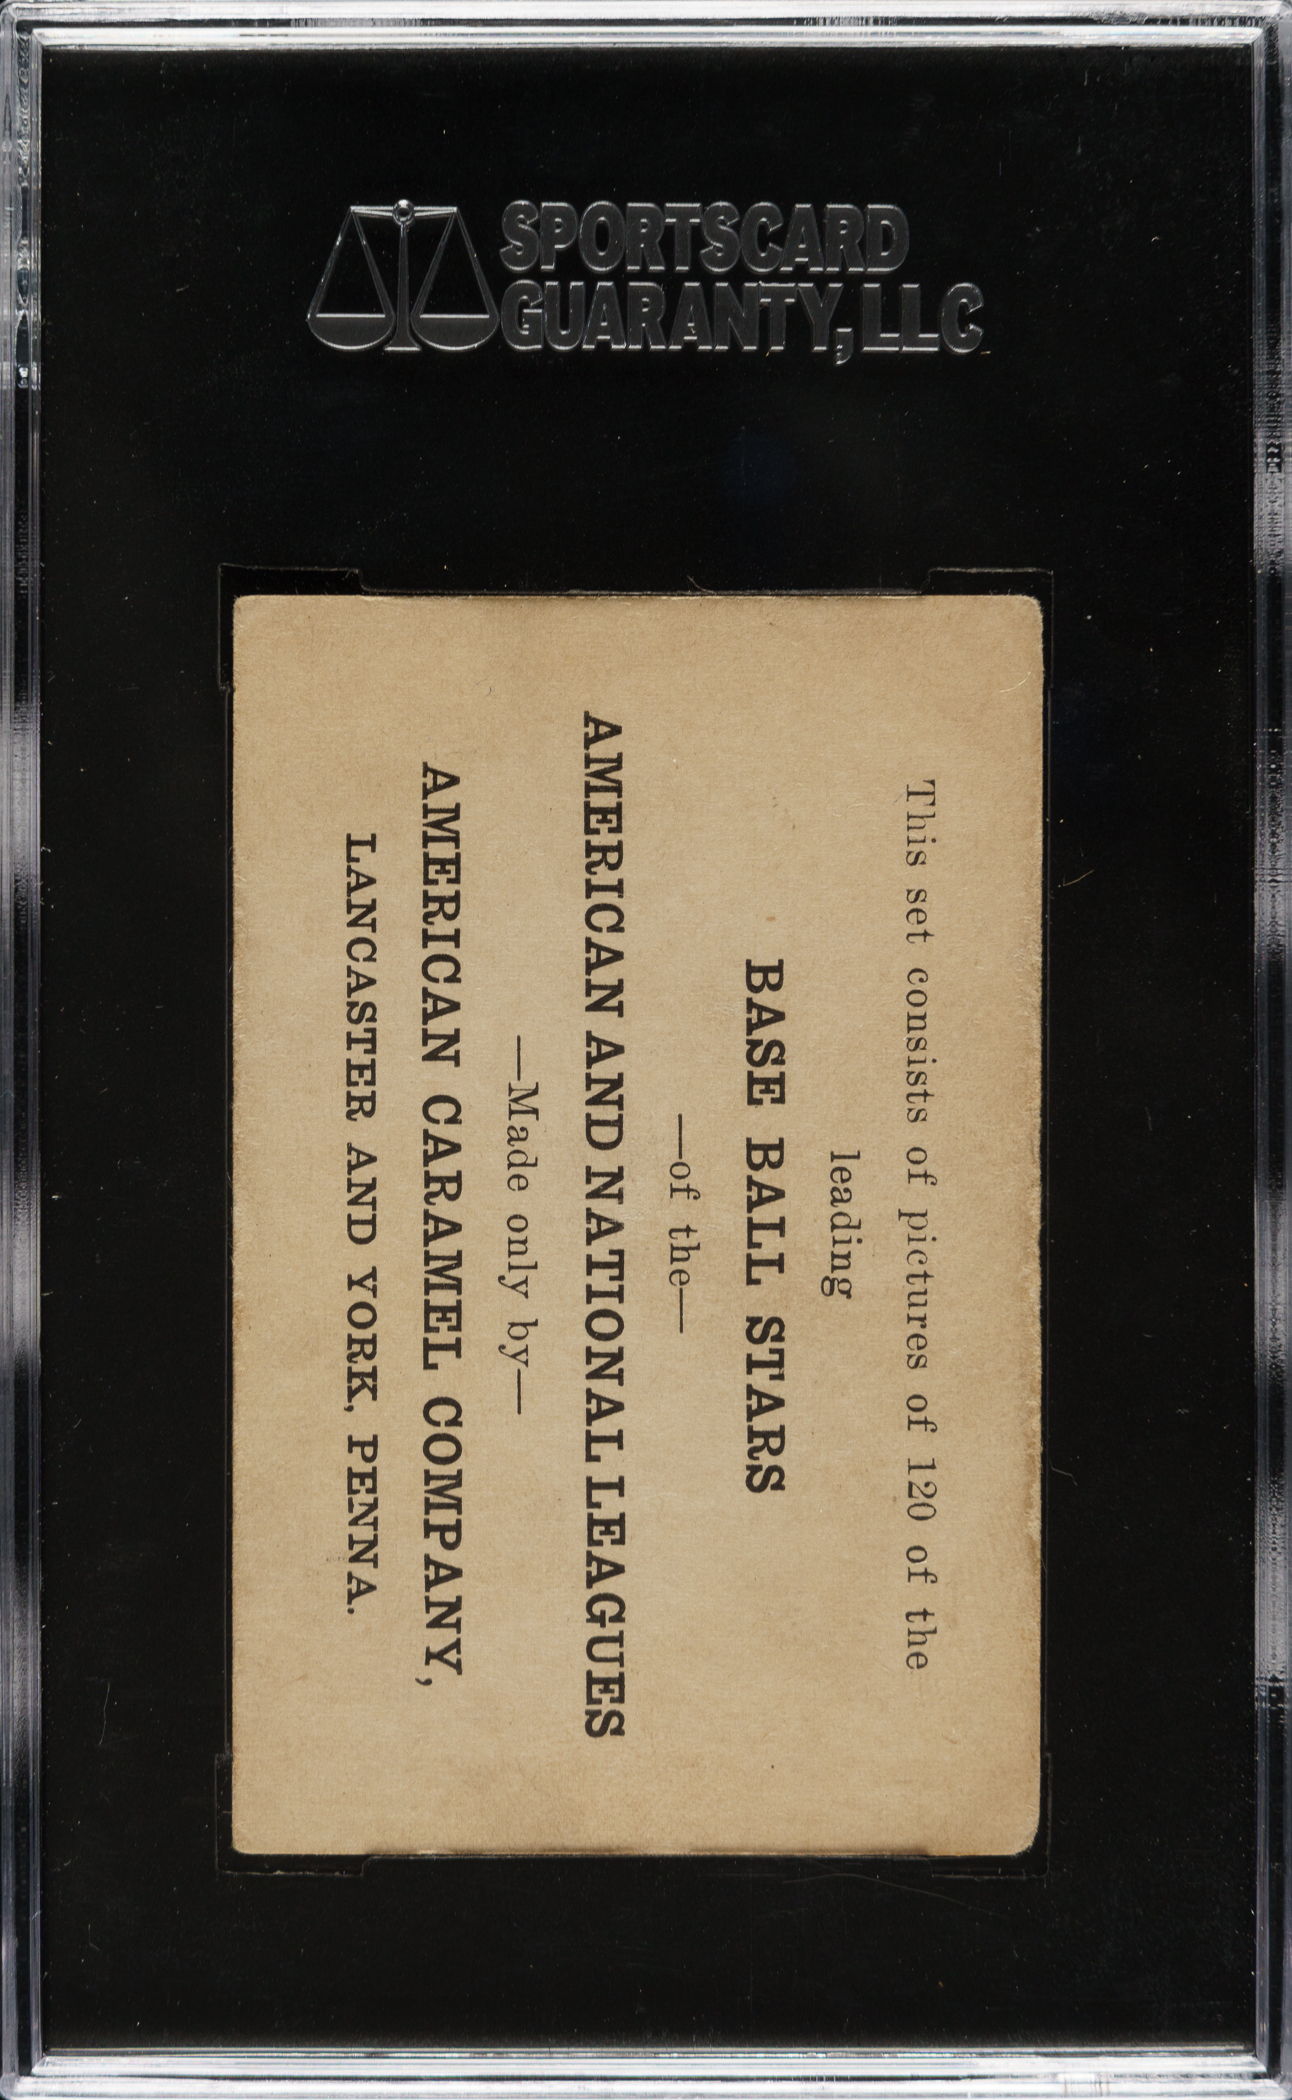 SPORTSCARD
GUARANTY, LLC
This set consists of pictures of 120 of the
leading
BASE BALL STARS
—of the—
AMERICAN AND NATIONAL LEAGUES
—Made only by—
AMERICAN CARAMEL COMPANY,
LANCASTER AND YORK, PENNA.